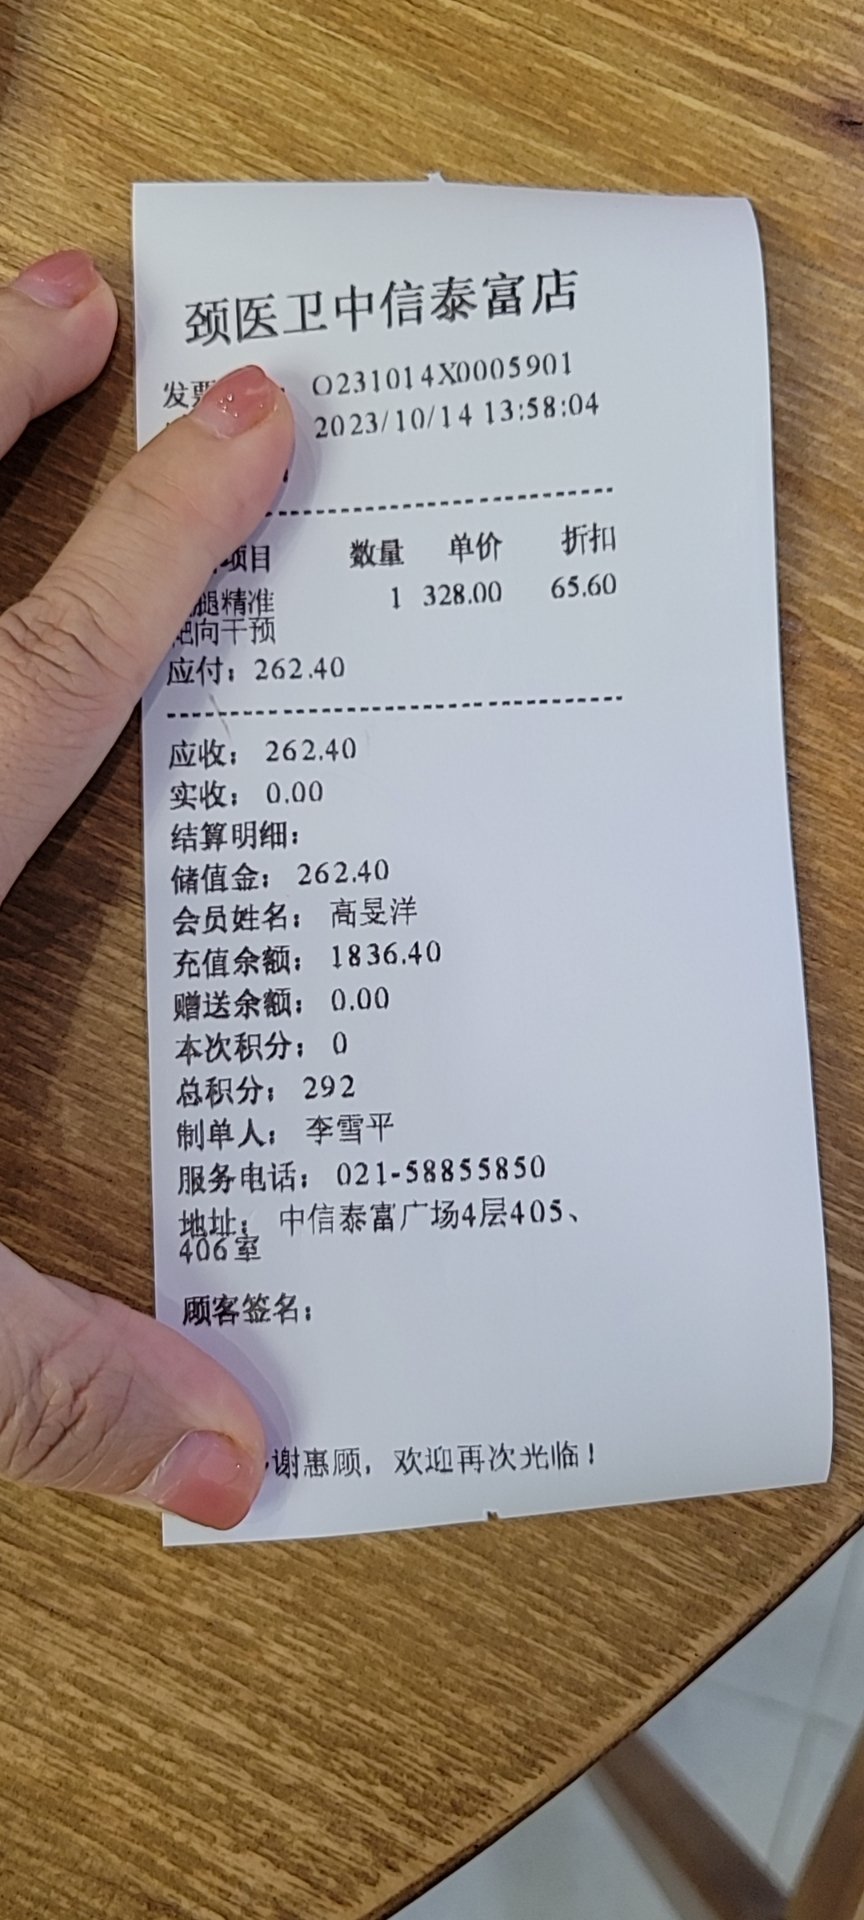 颈医卫中信泰富店
发票 O231014X0005901
2023/10/14 13:58:04
项目 数量 单价 折扣
腿精准 1 328.00 65.60
靶向干预
应付：262.40
应收： 262.40
实收： 0.00
结算明细：
储值金： 262.40
会员姓名： 高旻洋
充值余额： 1836.40
赠送余额： 0.00
本次积分： 0
总积分： 292
制单人： 李雪平
服务电话： 021-58855850
地址： 中信泰富广场4层405、
406室
顾客签名：
谢惠顾，欢迎再次光临！